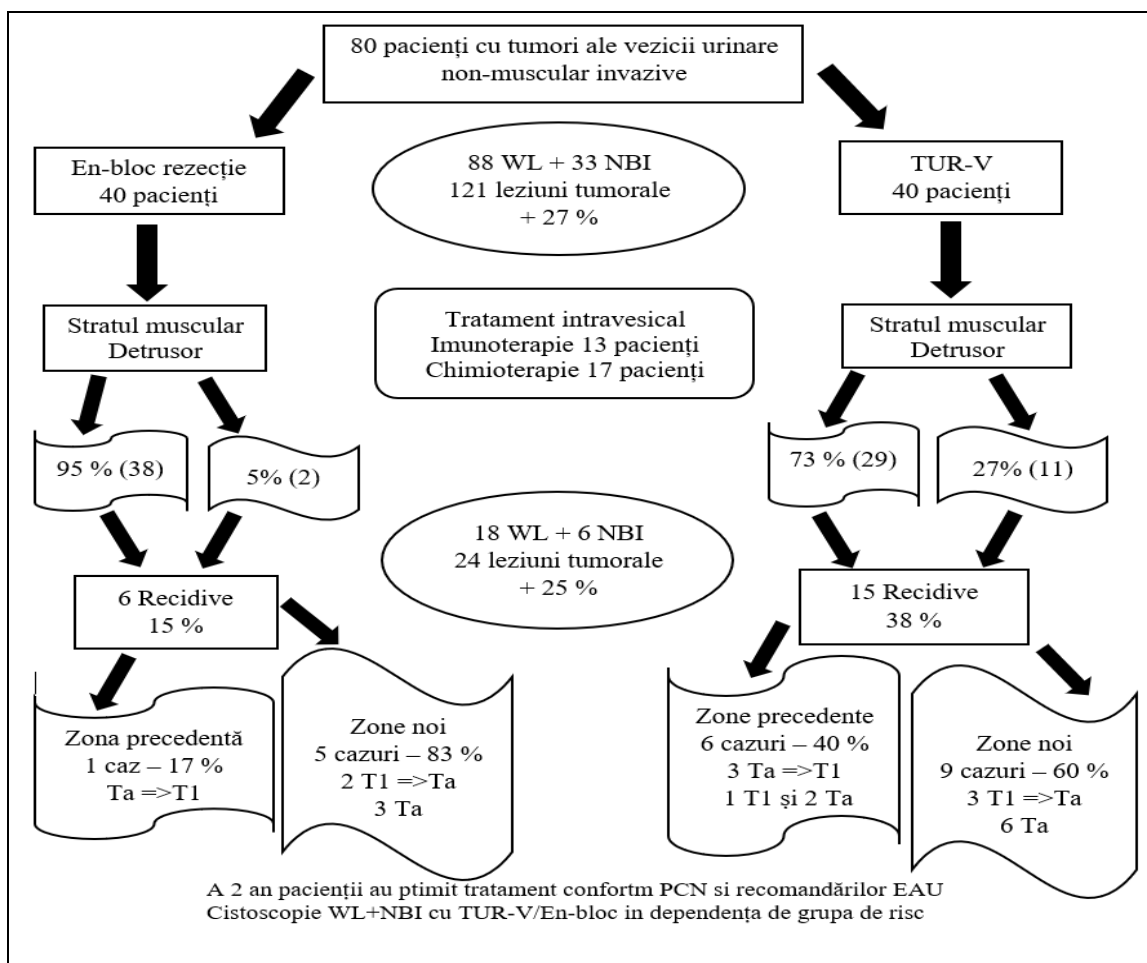 80 pacienți cu tumori ale vezicii urinare
non-muscular invazive
En-bloc rezecție
40 pacienți
88 WL + 33 NBI
121 leziuni tumorale
+ 27 %
TUR-V
40 pacienți
Stratul muscular
Detrusor
Tratament intravesical
Imunoterapie 13 pacienți
Chimioterapie 17 pacienți
Stratul muscular
Detrusor
95 % (38)
5% (2)
73 % (29)
27% (11)
18 WL + 6 NBI
24 leziuni tumorale
+ 25 %
6 Recidive
15 %
15 Recidive
38 %
Zona precedentă
1 caz – 17 %
Ta =>T1
Zone noi
5 cazuri – 83 %
2 T1 =>Ta
3 Ta
Zone precedente
6 cazuri – 40 %
3 Ta =>T1
1 T1 și 2 Ta
Zone noi
9 cazuri – 60 %
3 T1 =>Ta
6 Ta
A 2 an pacienții au ptimit tratament confortm PCN si recomandărilor EAU
Cistoscopie WL+NBI cu TUR-V/En-bloc in dependența de grupa de risc